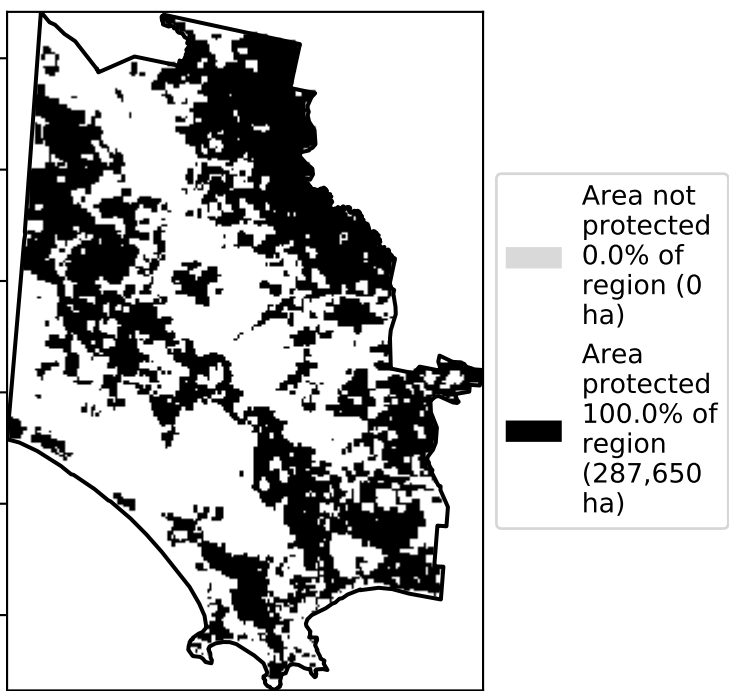 Area not
protected
0.0% of
region (0
ha)
Area
protected
100.0% of
region
(287,650
ha)